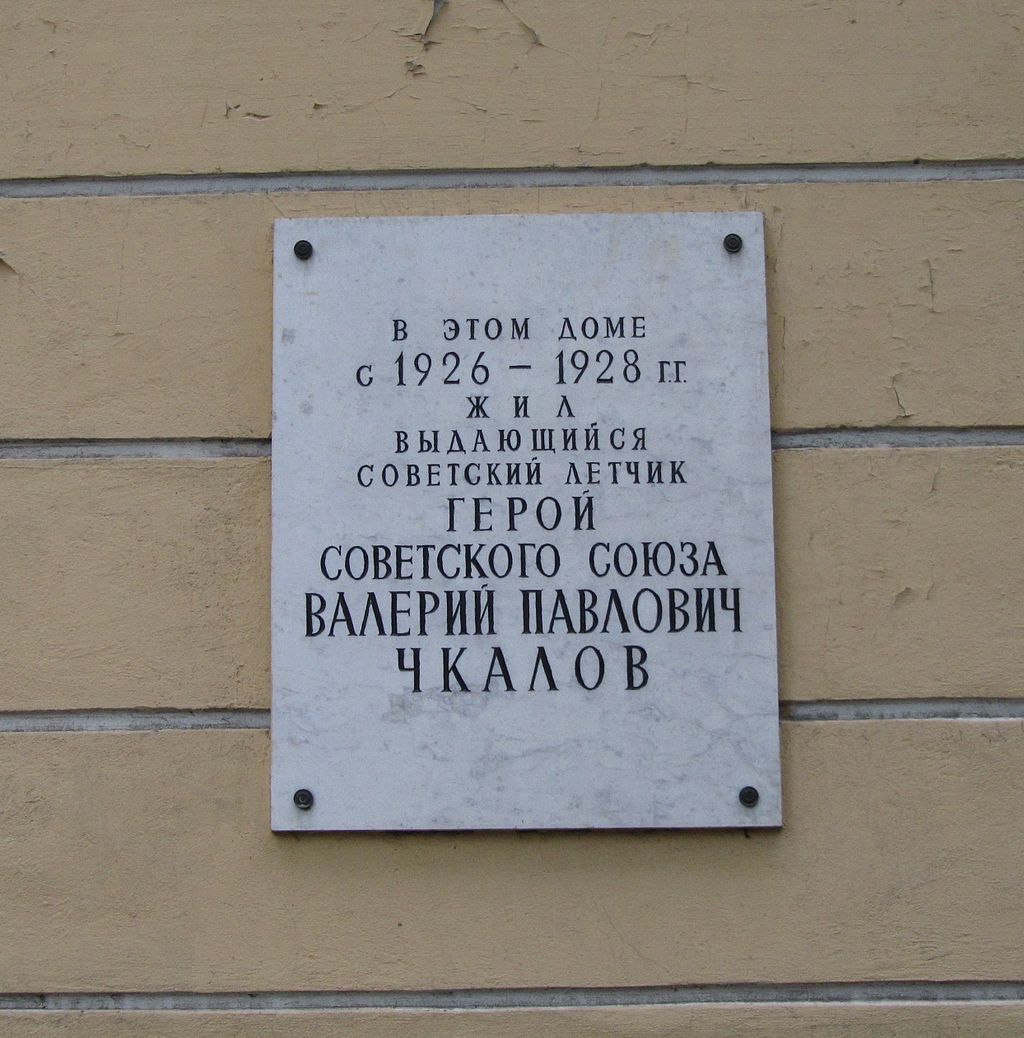 В ЭТОМ ДОМЕ
С 1926 – 1928 Г.Г.
ЖИЛ
ВЫДАЮЩИЙСЯ
СОВЕТСКИЙ ЛЕТЧИК
ГЕРОЙ
СОВЕТСКОГО СОЮЗА
ВАЛЕРИЙ ПАВЛОВИЧ
ЧКАЛОВ